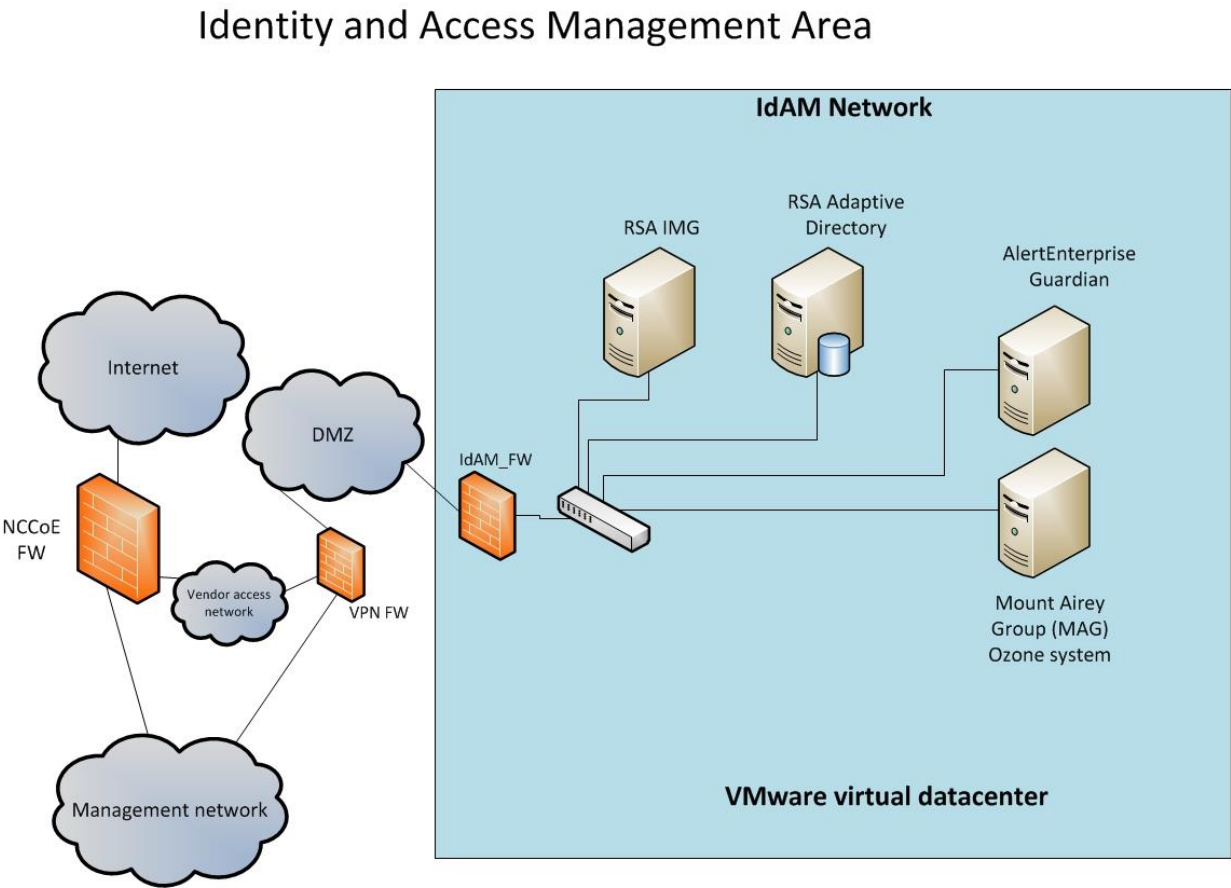 Identity and Access Management Area
IdAM Network
RSA IMG
RSA Adaptive
Directory
AlertEnterprise
Guardian
Internet
DMZ
IdAM_FW
NCCoE
FW
Vendor access
network
VPN FW
Mount Airey
Group (MAG)
Ozone system
Management network
VMware virtual datacenter